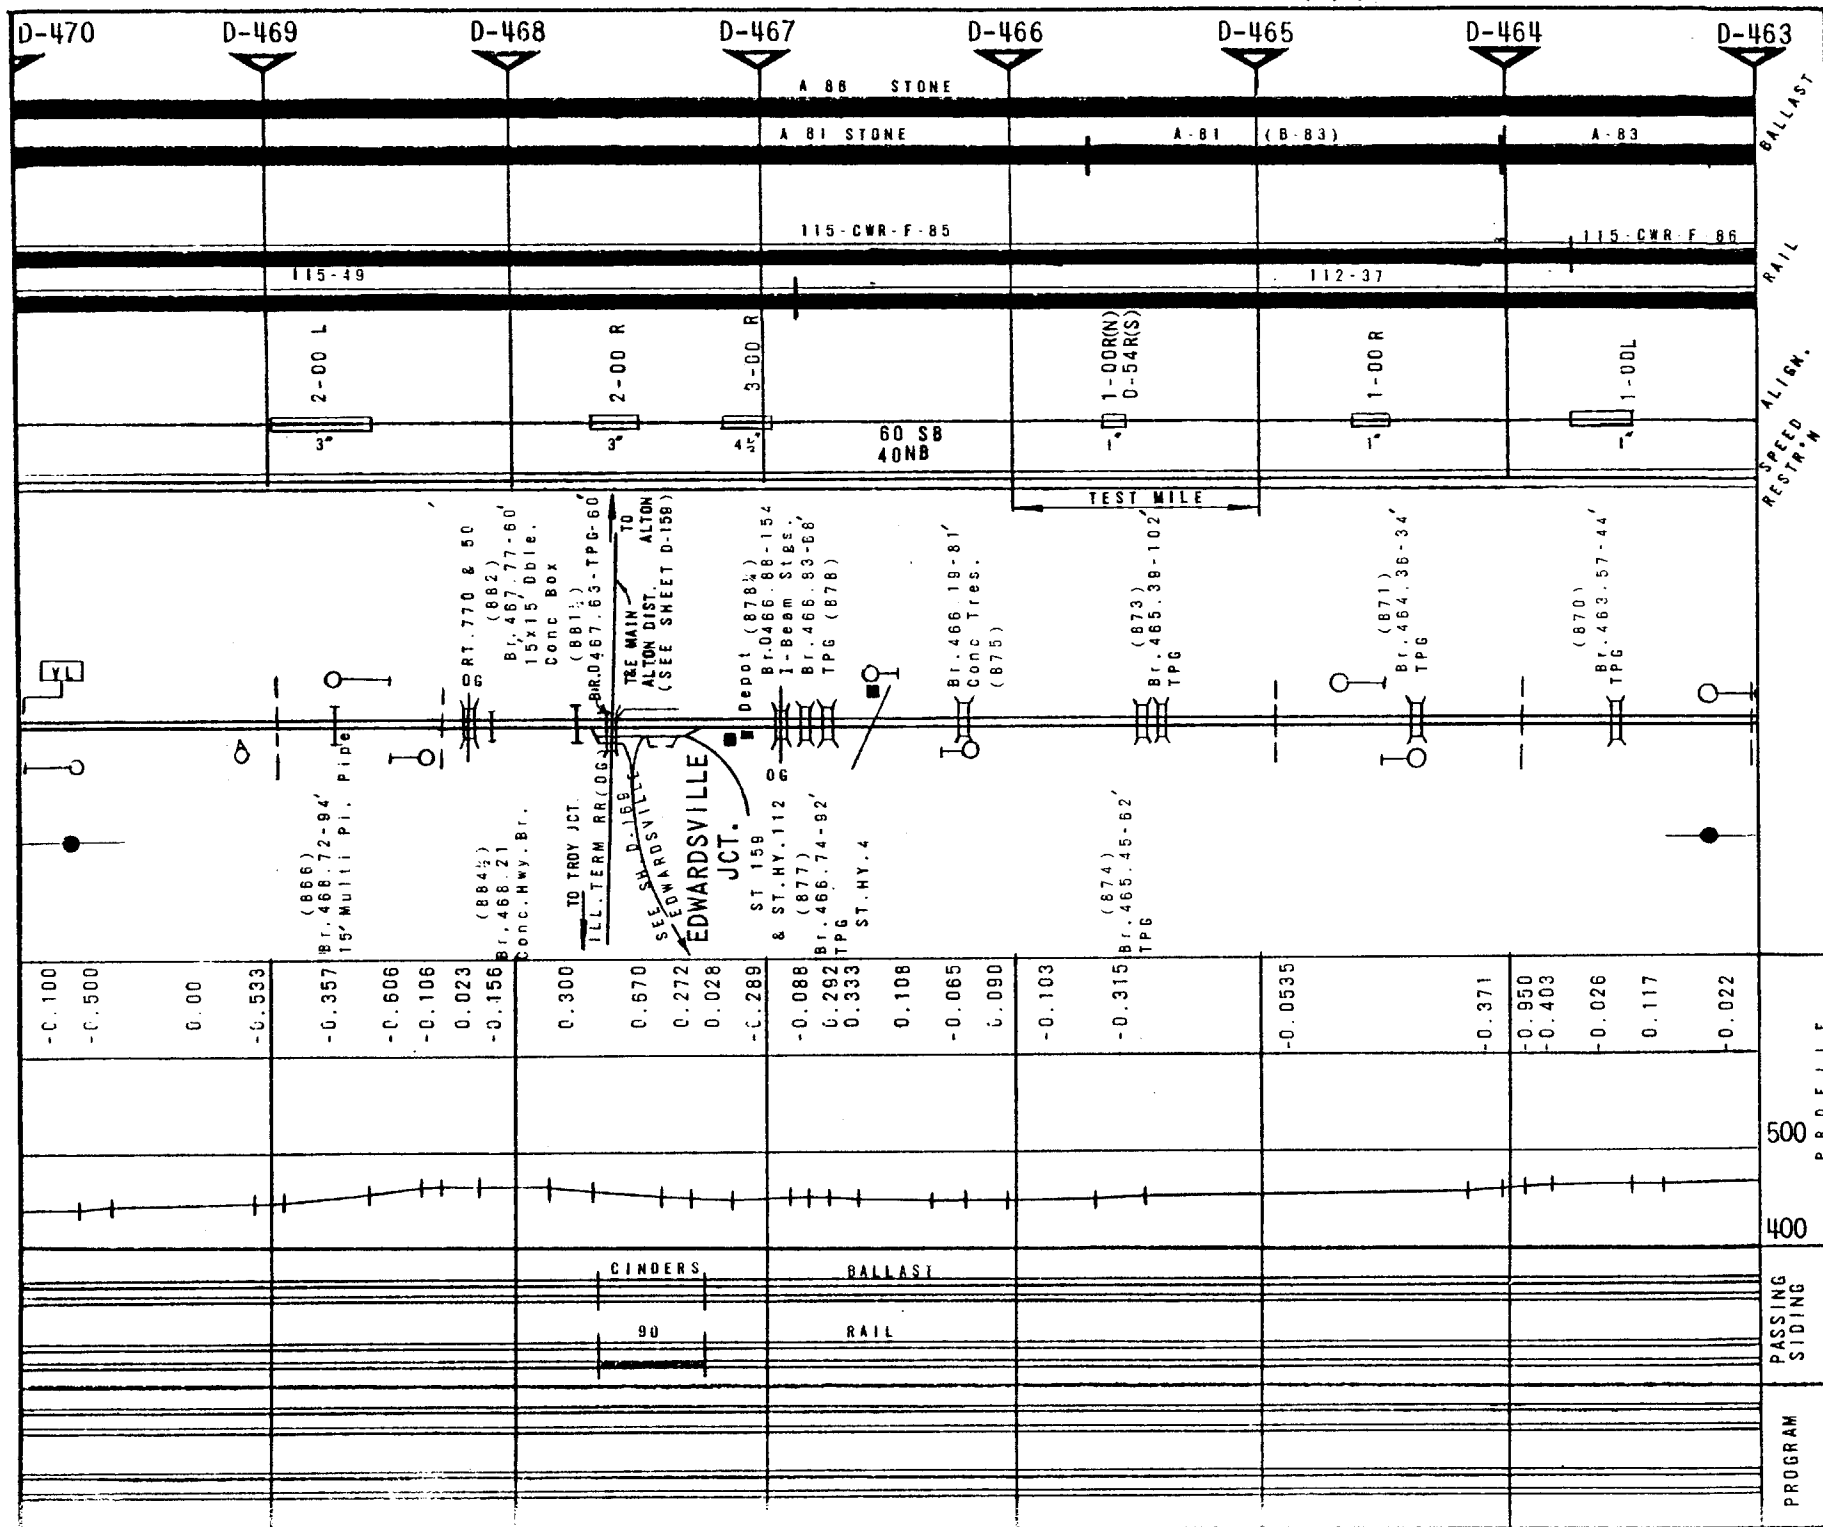 D-470 D-469 D-468 D-467 D-466 D-465 D-464 D-463
A 86 STONE
A 81 STONE A-81 (B-83) A-83
BALLAST
115-CWR-F-85 115-CWR-F 86
115-49 112-37
RAIL
2-00 L
2-00 R
3-00 R
1-00R(N)
0-54R(S)
1-00 R
1-00L
ALIGN.
3" 3" 1" 1" 1"
60 SB
40NB
SPEED
RESTR'N
TEST MILE
YL
RT.770 & 50
OG
(882)
Br.467.77-60'
15x15' Dble.
Conc Box
(881½)
BR.D467.63-TPG-60'
TO
ALTON
T&E MAIN
ALTON DIST.
(SEE SHEET D-159)
Depot
(878¼)
Br.D466.88-154
I-Beam Stgs.
Br.466.83-68'
TPG (878)
Br.466.19-81'
Conc Tres.
(875)
(873)
Br.465.39-102'
TPG
(871)
Br.464.36-34'
TPG
(870)
Br.463.57-44'
TPG
A
(866)
Br.468.72-94'
15' Multi Pl. Pipe
(884½)
Br.468.21
Conc.Hwy.Br.
TO TROY JCT.
ILL.TERM RR(OG)
SEE SH.D-169
EDWARDSVILLE
EDWARDSVILLE
JCT.
OG
ST 159
& ST.HY.112
(877)
Br.466.74-92'
TPG
ST.HY.4
(874)
Br.465.45-62'
TPG
-0.100
-0.500
0.00
-0.533
-0.357
-0.606
-0.106
0.023
-0.156
0.300
0.670
0.272
0.028
-0.289
-0.088
0.292
0.333
0.108
-0.065
0.090
-0.103
-0.315
-0.0535
-0.371
-0.950
-0.403
-0.026
0.117
-0.022
PROFILE
500
400
CINDERS BALLAST
90 RAIL
PASSING
SIDING
PROGRAM